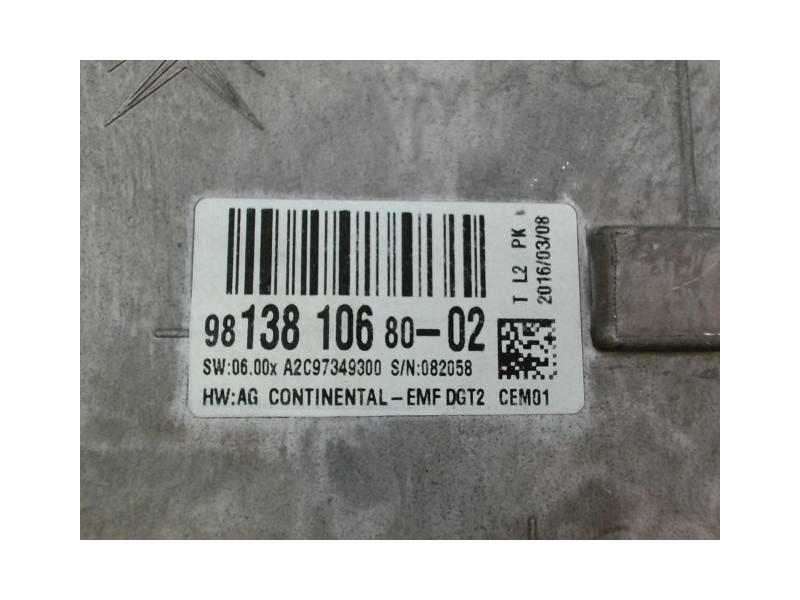 98 138 106 80-02
SW:06.00x A2C97349300 S/N:082058
HW:AG CONTINENTAL-EMF DGT2 CEM01
T L2 PK
2016/03/08